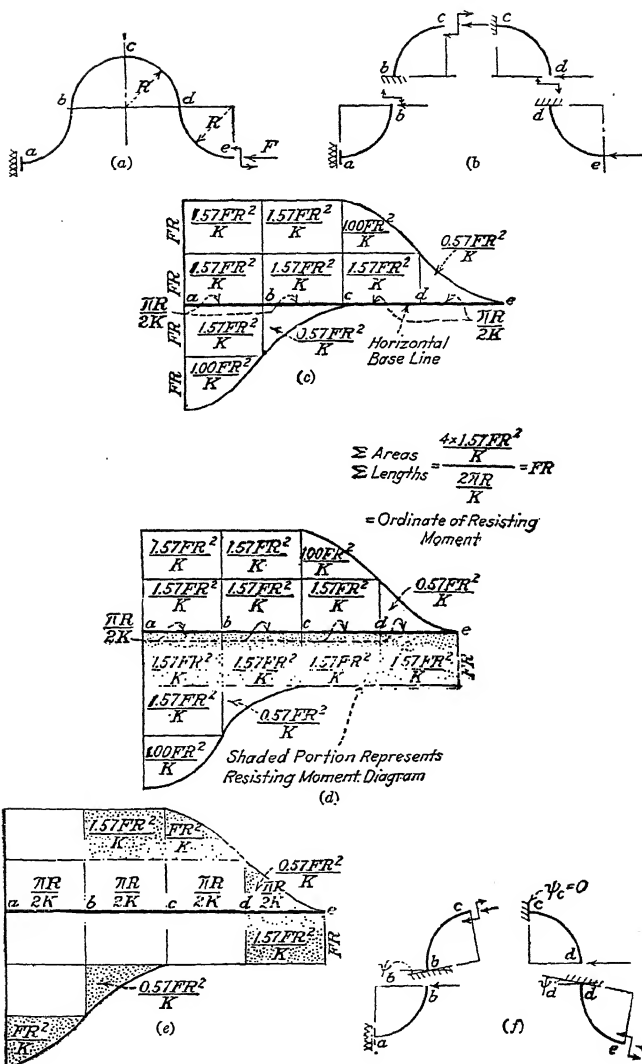 c
R
b
d
R
a
e
F
(a)
c
c
b
d
b
d
a
e
(b)
FR
1.57FR²
K
1.57FR²
K
1.00FR²
K
0.57FR²
K
FR
1.57FR²
K
1.57FR²
K
1.57FR²
K
a
b
c
d
e
πR
2K
πR
2K
FR
1.57FR²
K
0.57FR²
K
Horizontal
Base Line
FR
1.00FR²
K
(c)
Σ Areas
Σ Lengths
=
4×1.57FR²
K
2πR
K
= FR
= Ordinate of Resisting
Moment
1.57FR²
K
1.57FR²
K
1.00FR²
K
1.57FR²
K
1.57FR²
K
1.57FR²
K
0.57FR²
K
πR
2K
a
b
c
d
e
1.57FR²
K
1.57FR²
K
1.57FR²
K
1.57FR²
K
FR
1.57FR²
K
0.57FR²
K
1.00FR²
K
Shaded Portion Represents
Resisting Moment Diagram
(d)
1.57FR²
K
FR²
K
0.57FR²
K
πR
2K
πR
2K
πR
2K
πR
2K
a
b
c
d
e
1.57FR²
K
FR
0.57FR²
K
FR²
K
(e)
c
ψc=0
c
ψb
b
d
b
ψd
d
a
e
(f)